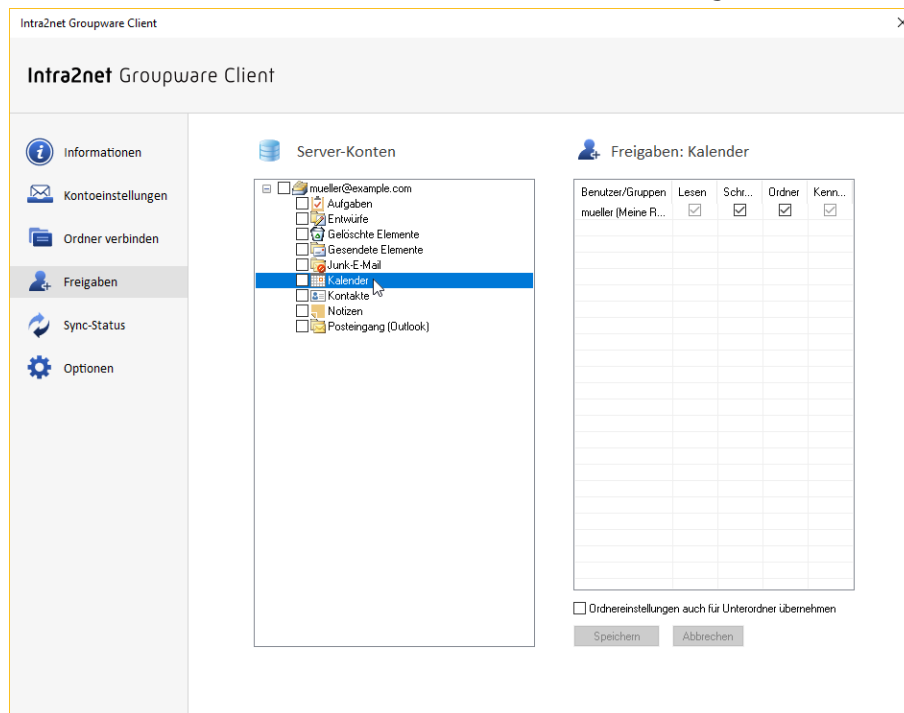 Intra2net Groupware Client
Intra2net Groupware Client
Informationen
Kontoeinstellungen
Ordner verbinden
Freigaben
Sync-Status
Optionen
Server-Konten
mueller@example.com
Aufgaben
Entwürfe
Gelöschte Elemente
Gesendete Elemente
Junk-E-Mail
Kalender
Kontakte
Notizen
Posteingang (Outlook)
Freigaben: Kalender
Benutzer/Gruppen Lesen Schr... Ordner Kenn...
mueller (Meine R...
Ordnereinstellungen auch für Unterordner übernehmen
Speichern Abbrechen